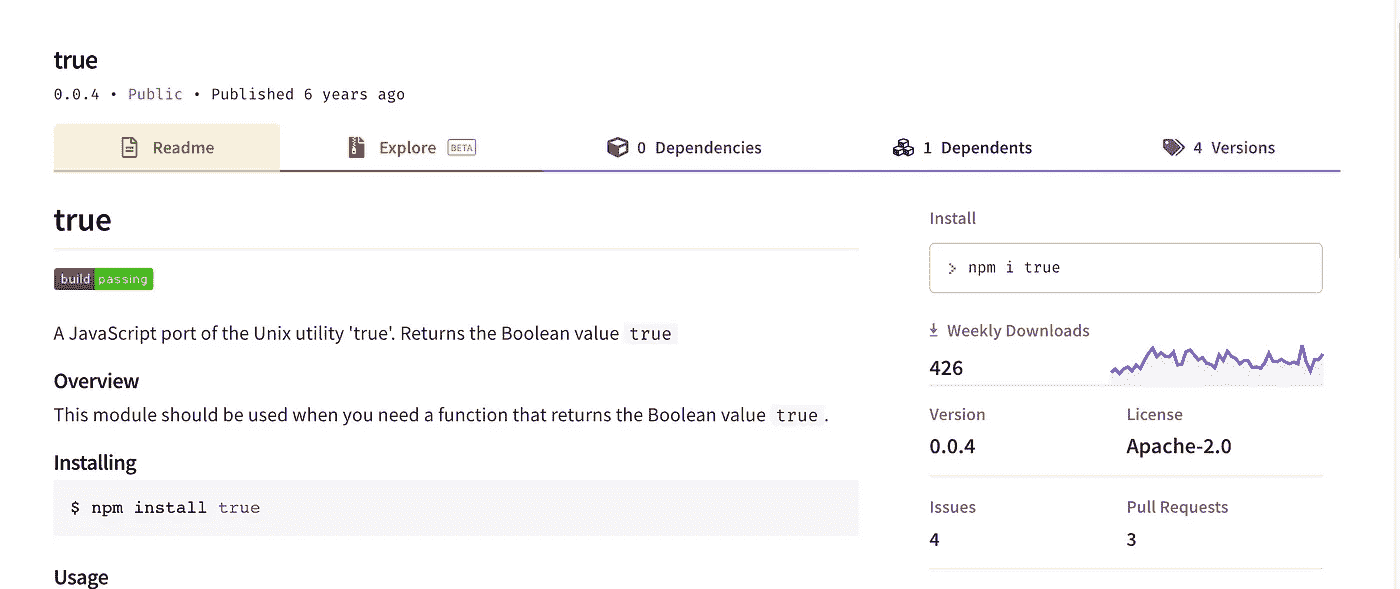 true
0.0.4 • Public • Published 6 years ago
Readme
Explore BETA
0 Dependencies
1 Dependents
4 Versions
true
build passing
A JavaScript port of the Unix utility 'true'. Returns the Boolean value true
Overview
This module should be used when you need a function that returns the Boolean value true.
Installing
$ npm install true
Usage
Install
> npm i true
Weekly Downloads
426
Version
0.0.4
License
Apache-2.0
Issues
4
Pull Requests
3